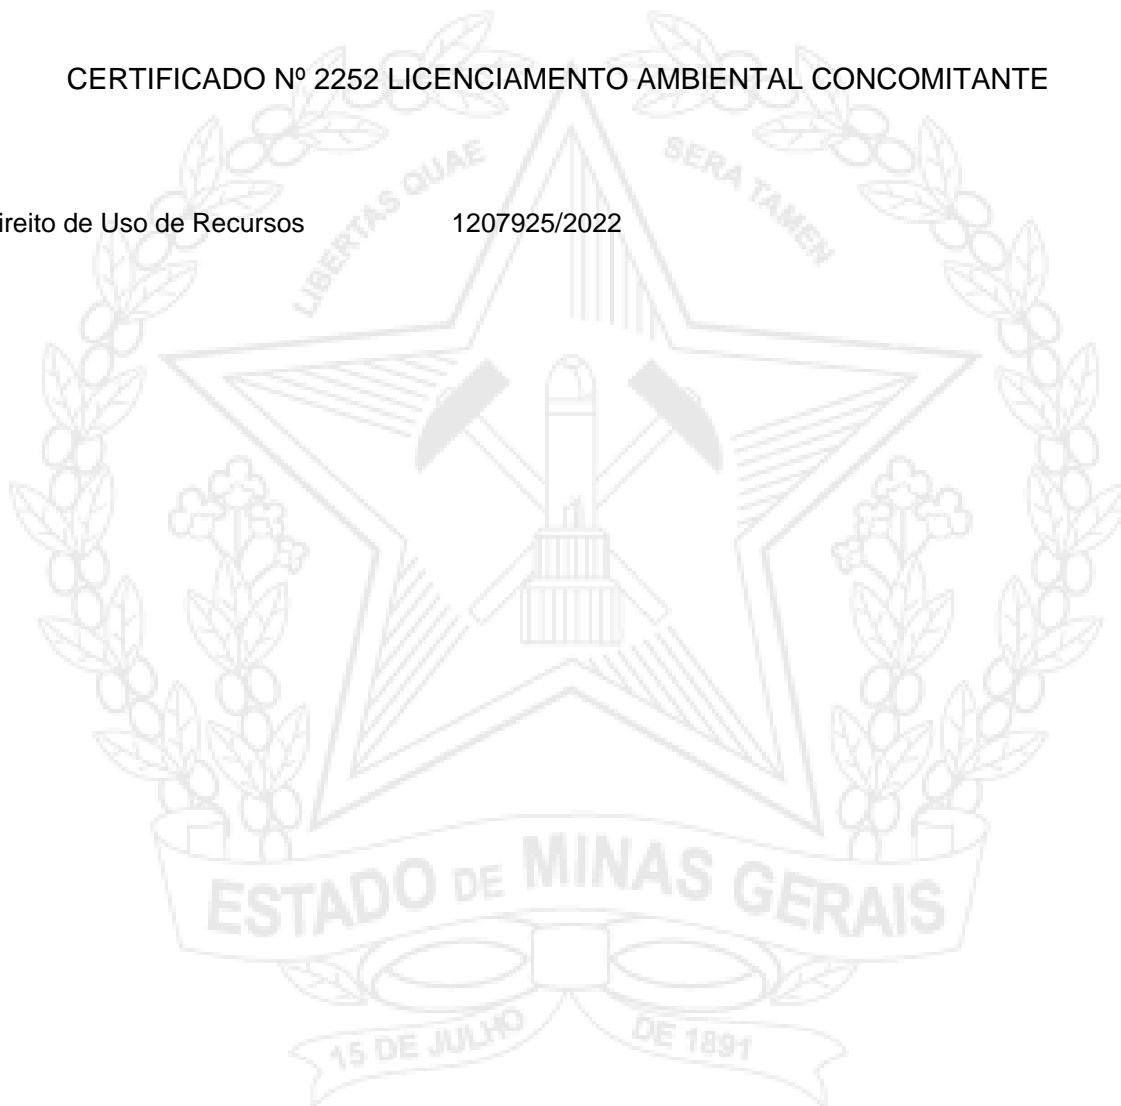 CERTIFICADO Nº 2252 LICENCIAMENTO AMBIENTAL CONCOMITANTE
LIBERTAS QUAE SERA TAMEN
ireito de Uso de Recursos 1207925/2022
ESTADO DE MINAS GERAIS
15 DE JULHO DE 1891